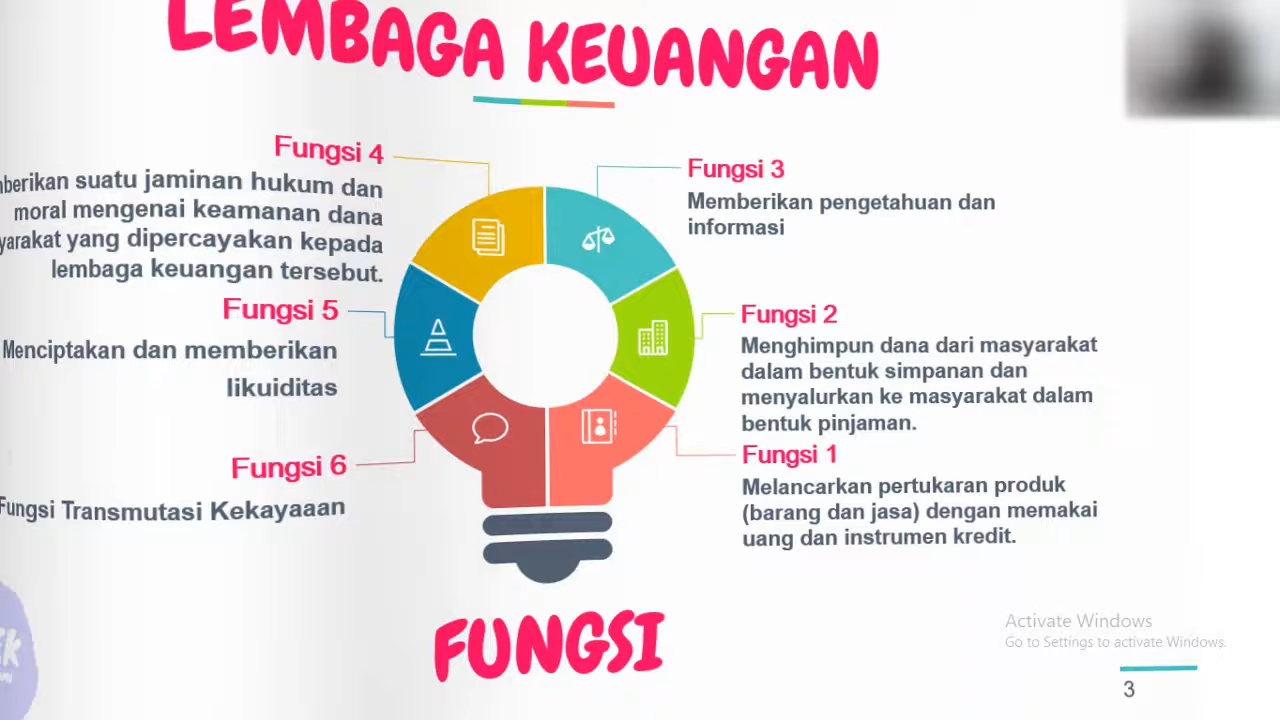 LEMBAGA KEUANGAN
Fungsi 4
suatu jaminan hukum dan
moral mengenai keamanan dana
yang dipercayakan kepada
lembaga keuangan tersebut.
Fungsi 5
Menciptakan dan memberikan
likuiditas
Fungsi 6
Fungsi Transmutasi Kekayaaan
Fungsi 3
Memberikan pengetahuan dan
informasi
Fungsi 2
Menghimpun dana dari masyarakat
dalam bentuk simpanan dan
menyalurkan ke masyarakat dalam
bentuk pinjaman.
Fungsi 1
Melancarkan pertukaran produk
(barang dan jasa) dengan memakai
uang dan instrumen kredit.
FUNGSI
Activate Windows
Go to Settings to activate Windows.
3